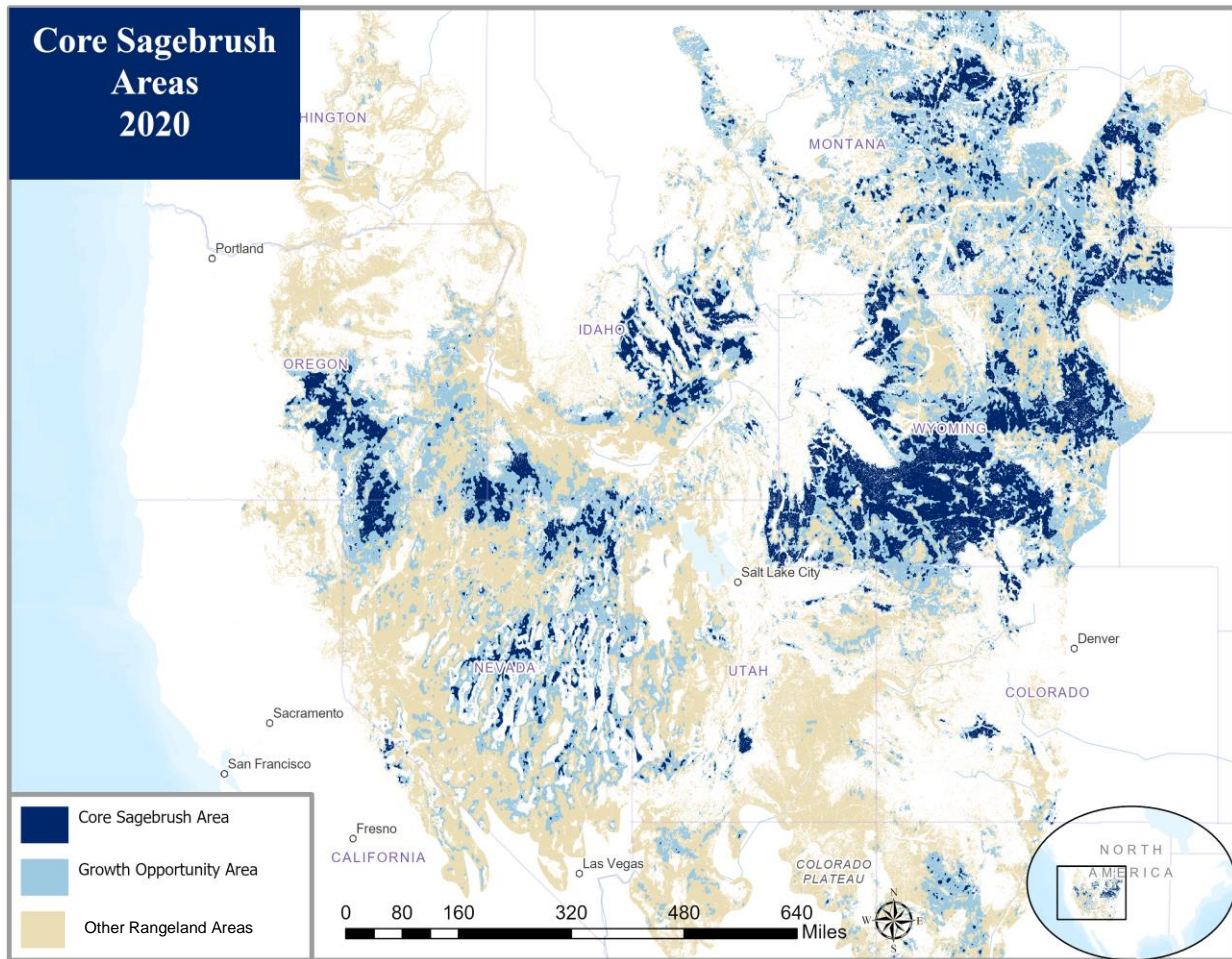 Core Sagebrush
Areas
2020
HINGTON
MONTANA
Portland
IDAHO
OREGON
WYOMING
Salt Lake City
Denver
NEVADA
UTAH
COLORADO
Sacramento
San Francisco
Core Sagebrush Area
Growth Opportunity Area
Other Rangeland Areas
Fresno
CALIFORNIA
Las Vegas
COLORADO
PLATEAU
0 80 160 320 480 640
Miles
N
W E
S
NORTH
AMERICA